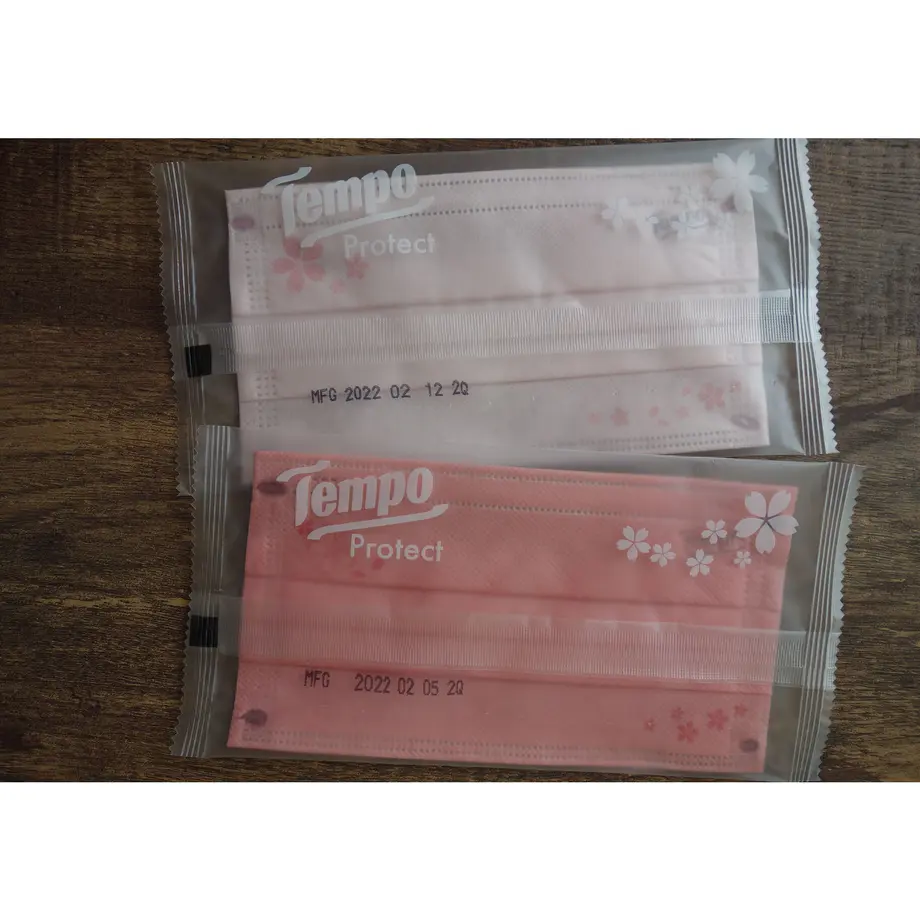 Tempo
Protect
MFG 2022 02 12 2Q
Tempo
Protect
MFG 2022 02 05 2Q